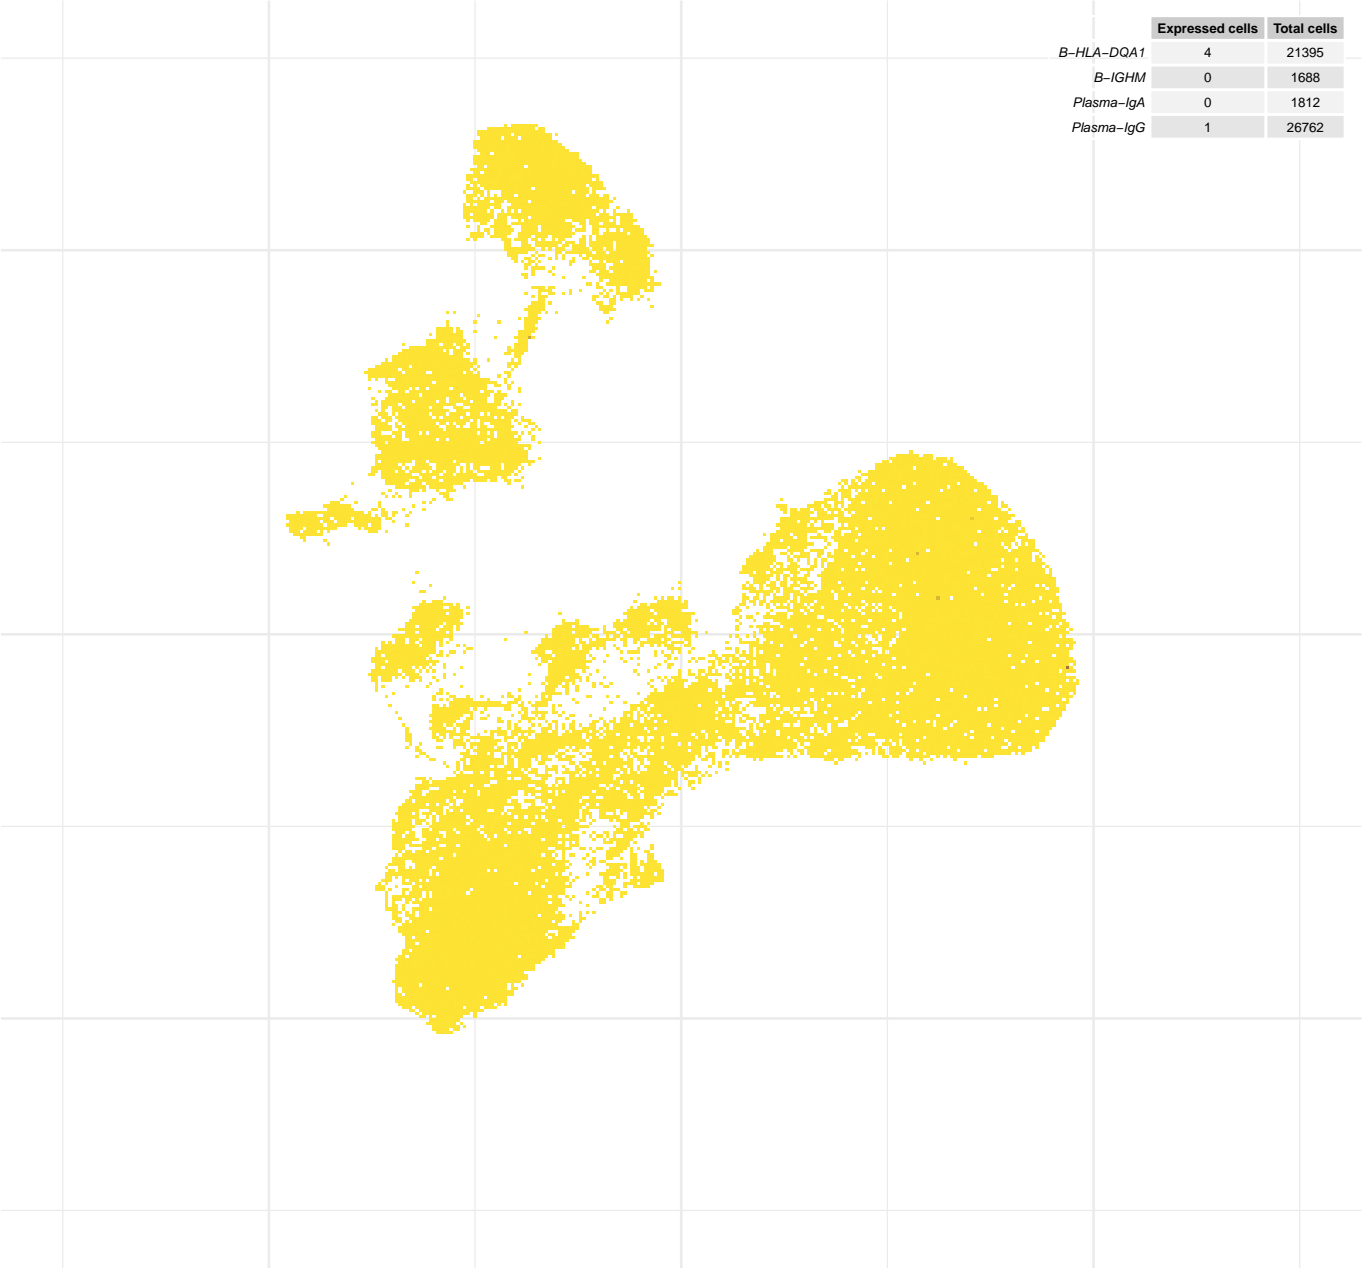 Expressed cells Total cells
B−HLA−DQA1 4 21395
B−IGHM 0 1688
Plasma−IgA 0 1812
Plasma−IgG 1 26762